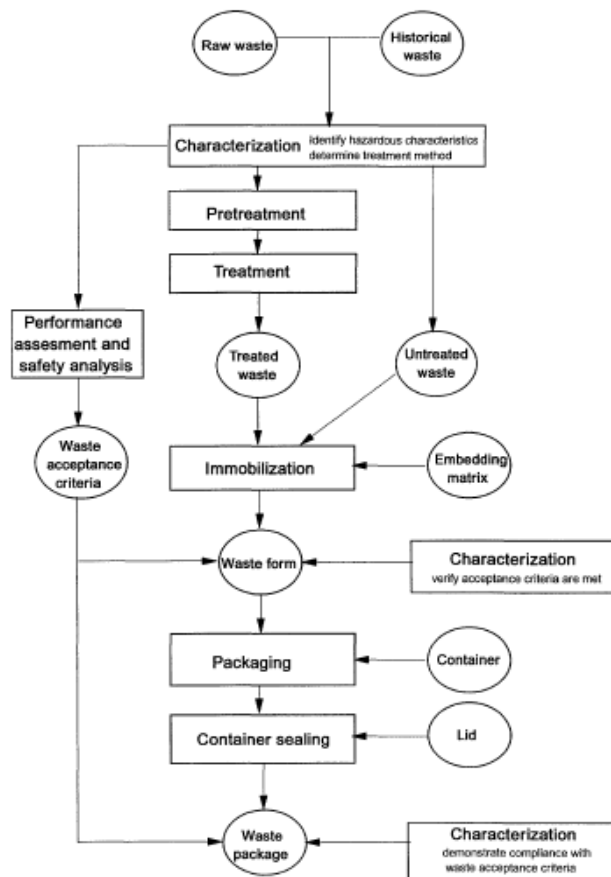 Raw waste
Historical
waste
Characterization
Identify hazardous characteristics
determine treatment method
Pretreatment
Treatment
Performance
assesment and
safety analysis
Treated
waste
Untreated
waste
Waste
acceptance
criteria
Immobilization
Embedding
matrix
Waste form
Characterization
verify acceptance criteria are met
Packaging
Container
Container sealing
Lid
Waste
package
Characterization
demonstrate compliance with
waste acceptance criteria